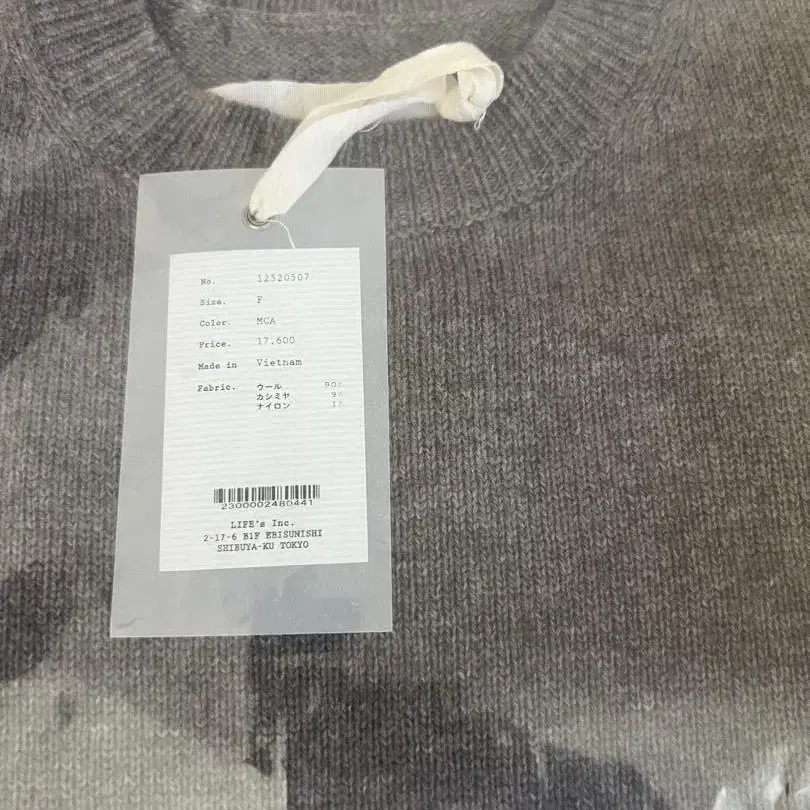 No. 12520507
Size. F
Color. MCA
Price. 17.600
Made in Vietnam
Fabric. ウール 90%
カシミヤ 9%
ナイロン 1%
2300002480441
LIFE's Inc.
2-17-6 B1F EBISUNISHI
SHIBUYA-KU TOKYO